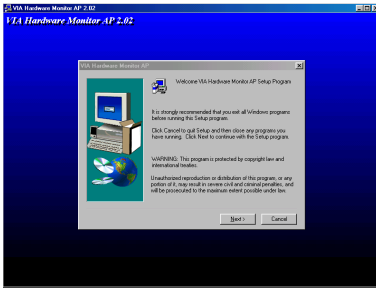 VIA Hardware Monitor AP 2.02
VIA Hardware Monitor AP 2.02
VIA Hardware Monitor AP
Welcome VIA Hardware Monitor AP Setup Program
It is strongly recommended that you exit all Windows programs
before running this Setup program.
Click Cancel to quit Setup and then close any programs you
have running. Click Next to continue with the Setup program.
WARNING: This program is protected by copyright law and
international treaties.
Unauthorized reproduction or distribution of this program, or any
portion of it, may result in severe civil and criminal penalties, and
will be prosecuted to the maximum extent possible under law.
Next >
Cancel